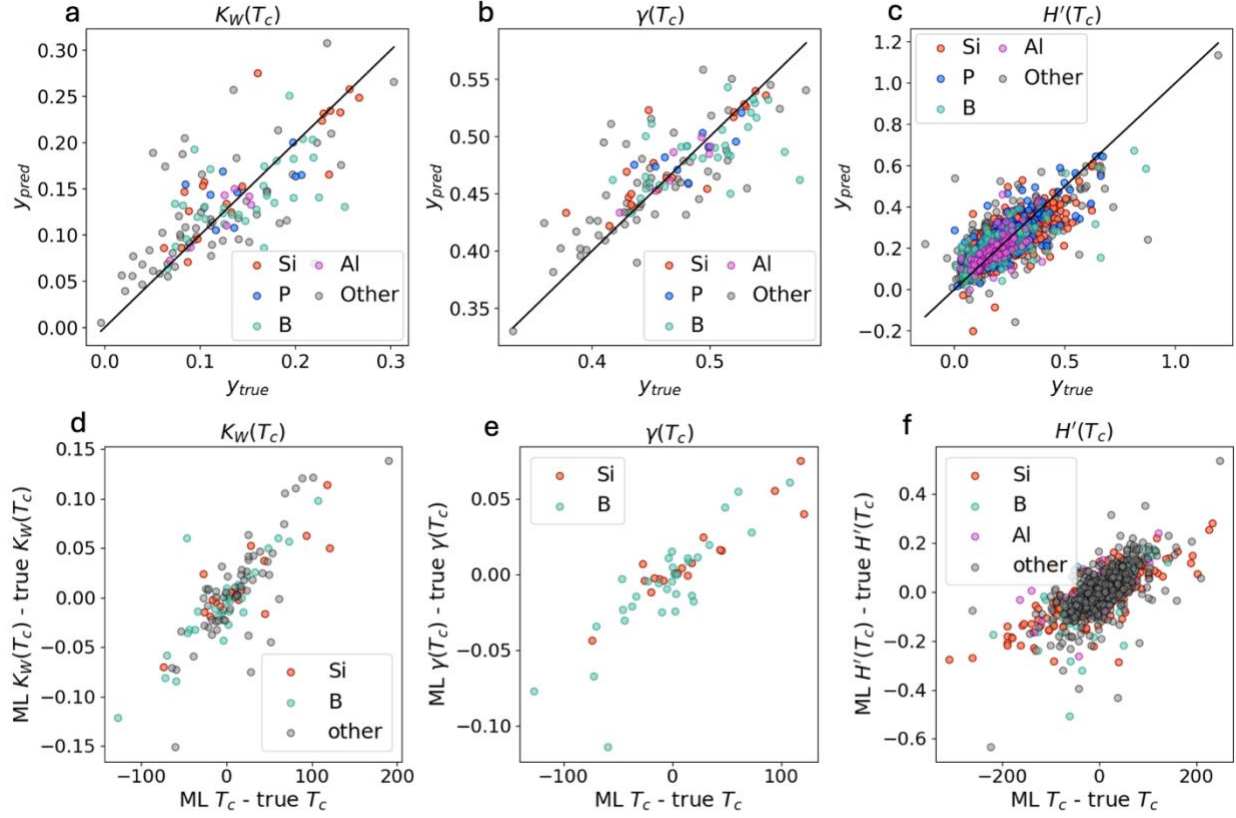 a
K_W(T_c)
0.30
0.25
0.20
0.15
0.10
0.05
0.00
y_pred
0.0 0.1 0.2 0.3
y_true
Si Al
P Other
B
b
γ(T_c)
0.55
0.50
0.45
0.40
0.35
y_pred
0.4 0.5
y_true
Si Al
P Other
B
c
H′(T_c)
1.2
1.0
0.8
0.6
0.4
0.2
0.0
−0.2
y_pred
0.0 0.5 1.0
y_true
Si Al
P Other
B
d
K_W(T_c)
0.15
0.10
0.05
0.00
−0.05
−0.10
−0.15
ML K_W(T_c) - true K_W(T_c)
−100 0 100 200
ML T_c - true T_c
Si
B
other
e
γ(T_c)
0.05
0.00
−0.05
−0.10
ML γ(T_c) - true γ(T_c)
−100 0 100
ML T_c - true T_c
Si
B
f
H′(T_c)
0.4
0.2
0.0
−0.2
−0.4
−0.6
ML H′(T_c) - true H′(T_c)
−200 0 200
ML T_c - true T_c
Si
B
Al
other